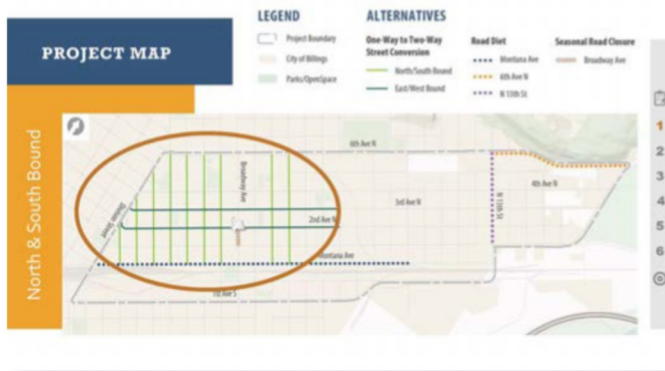 PROJECT MAP
North & South Bound
LEGEND
Project Boundary
City of Billings
Parks/OpenSpace
ALTERNATIVES
One-Way to Two-Way
Street Conversion
North/South Bound
East/West Bound
Road Diet
Montana Ave
6th Ave N
N 13th St
Seasonal Road Closure
Broadway Ave
6th Ave N
Broadway Ave
Division Street
2nd Ave N
3rd Ave N
4th Ave N
N 13th St
Montana Ave
1st Ave S
1
2
3
4
5
6